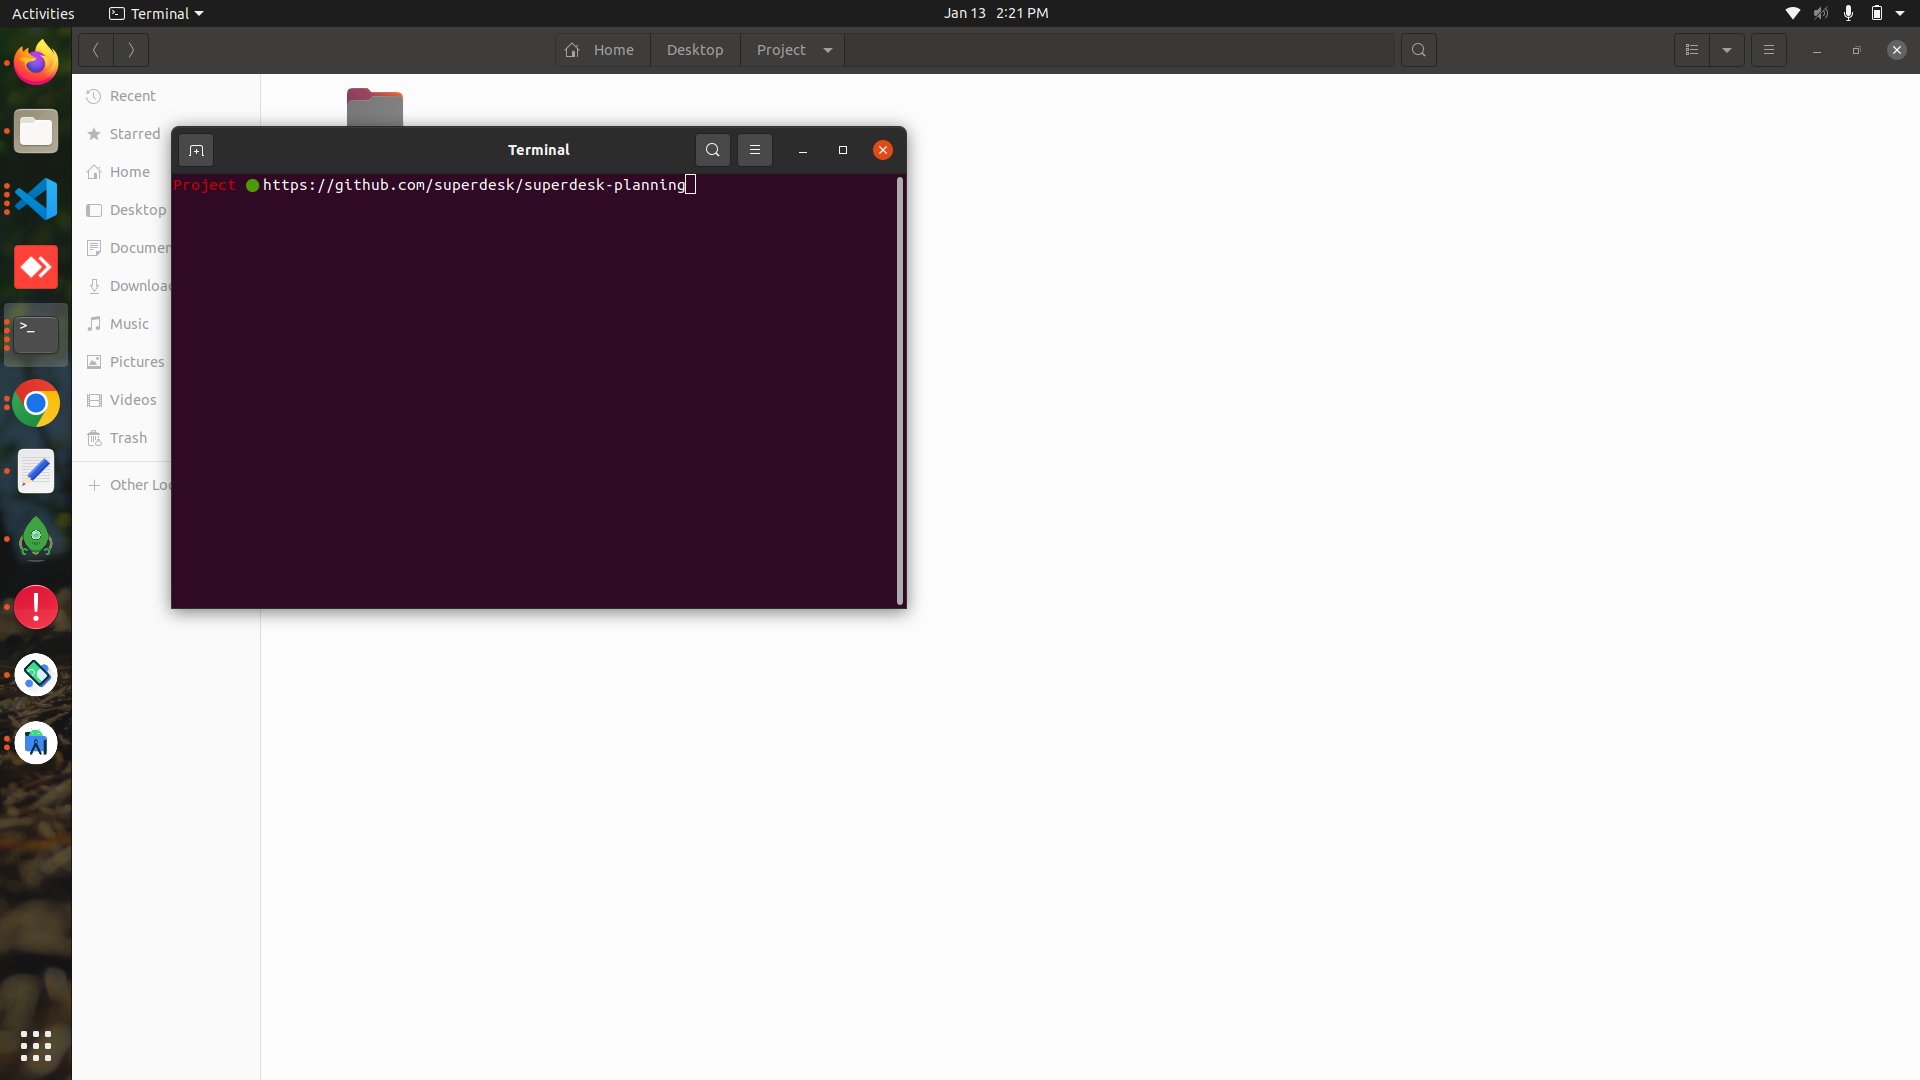 Activities
Terminal
Jan 13 2:21 PM
Home
Desktop
Project
Recent
Starred
Home
Desktop
Documen
Downloa
Music
Pictures
Videos
Trash
Other Loc
Terminal
Project https://github.com/superdesk/superdesk-planning
>_